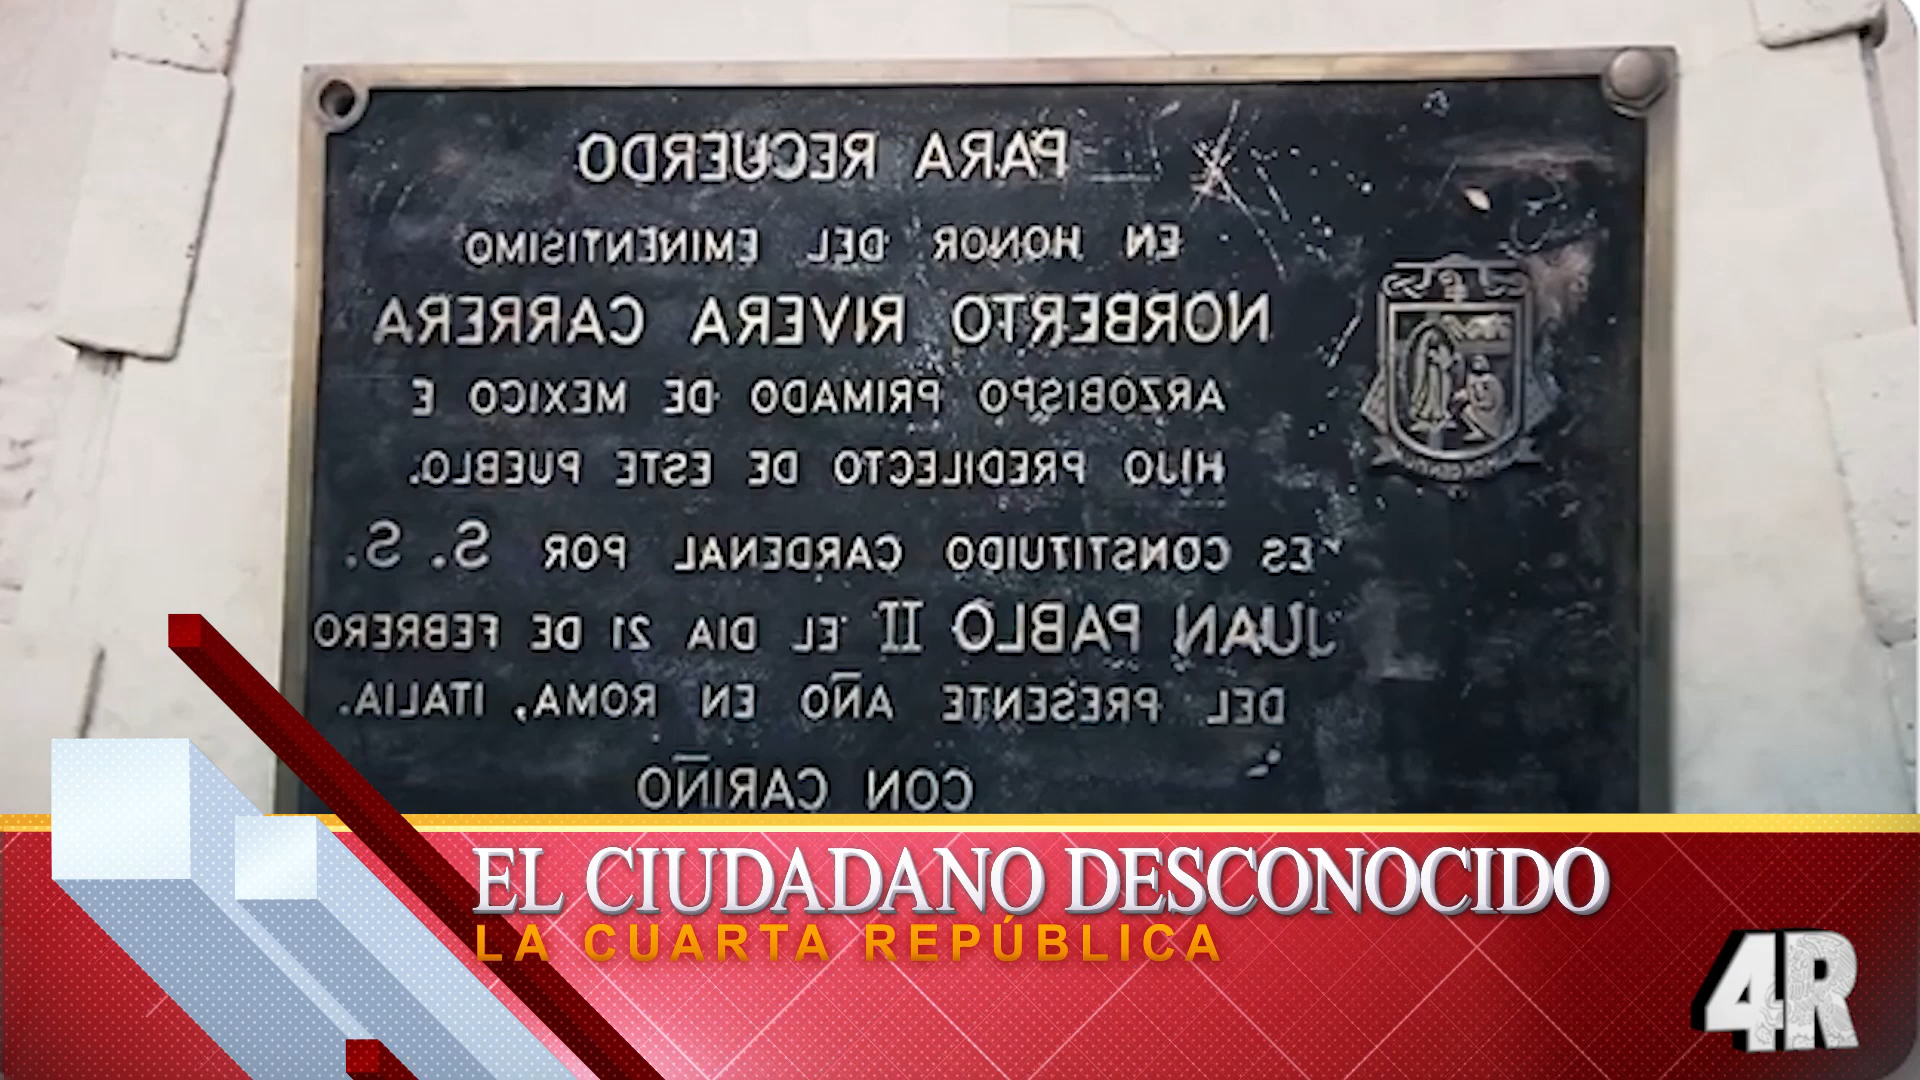 PARA RECUERDO
EN HONOR DEL EMINENTISIMO
NORBERTO RIVERA CARRERA
ARZOBISPO PRIMADO DE MEXICO E
HIJO PREDILECTO DE ESTE PUEBLO.
ES CONSTITUIDO CARDENAL POR S. S.
JUAN PABLO II EL DIA 21 DE FEBRERO
DEL PRESENTE AÑO EN ROMA, ITALIA.
CON CARIÑO
EL CIUDADANO DESCONOCIDO
LA CUARTA REPÚBLICA
4R